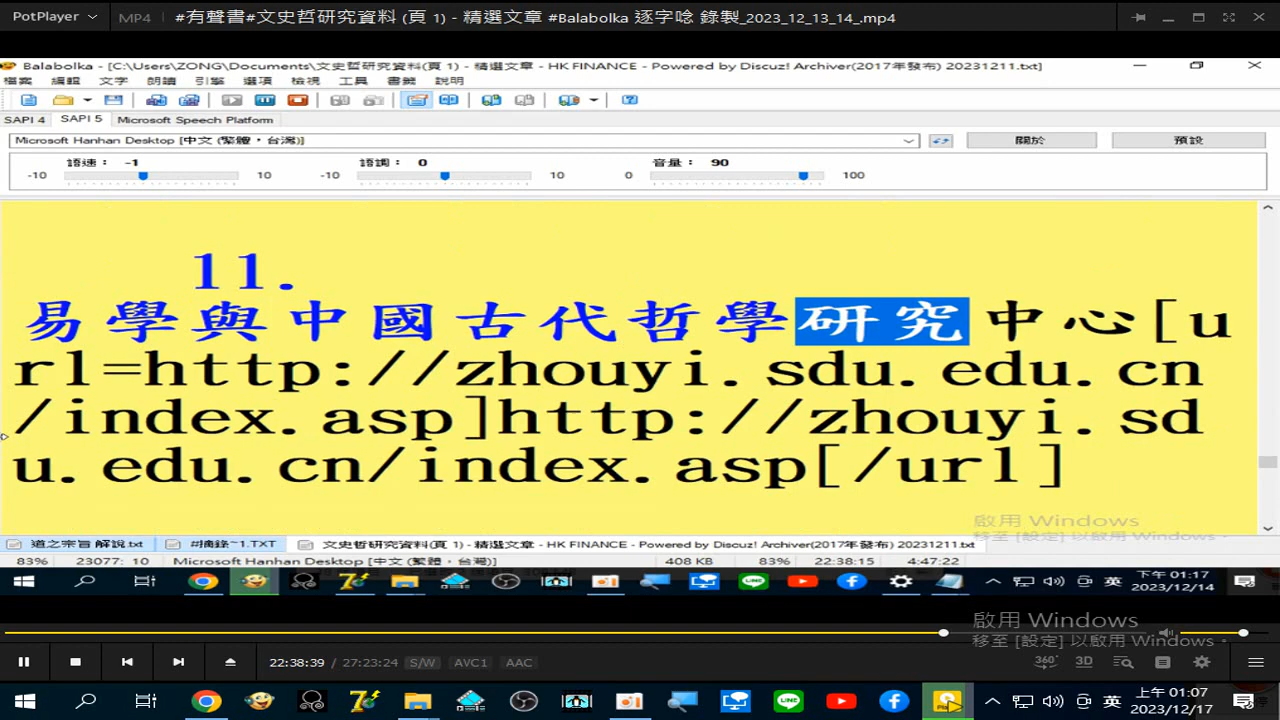 PotPlayer MP4 #有聲書#文史哲研究資料 (頁 1) - 精選文章 #Balabolka 逐字唸 錄製_2023_12_13_14_.mp4
Balabolka - [C:\Users\ZONG\Documents\文史哲研究資料(頁 1) - 精選文章 - HK FINANCE - Powered by Discuz! Archiver(2017年發布) 20231211.txt]
檔案 編輯 文字 朗讀 引擎 選項 檢視 工具 書籤 說明
SAPI 4 SAPI 5 Microsoft Speech Platform
Microsoft Hanhan Desktop [中文 (繁體，台灣)] 關於 預設
語速： -1 語調： 0 音量： 90
-10 10 -10 10 0 100
11.
易學與中國古代哲學研究中心[u
rl=http://zhouyi.sdu.edu.cn
/index.asp]http://zhouyi.sd
u.edu.cn/index.asp[/url]
啟用 Windows
移至 [設定] 以啟用 Windows。
道之宗旨 解說.txt #摘錄~1.TXT 文史哲研究資料(頁 1) - 精選文章 - HK FINANCE - Powered by Discuz! Archiver(2017年發布) 20231211.txt
83% 23077: 10 Microsoft Hanhan Desktop [中文 (繁體，台灣)] 408 KB 83% 22:38:15 4:47:22
英 下午 01:17
2023/12/14
啟用 Windows
移至 [設定] 以啟用 Windows。
22:38:39 / 27:23:24 S/W AVC1 AAC 360° 3D
英 上午 01:07
2023/12/17